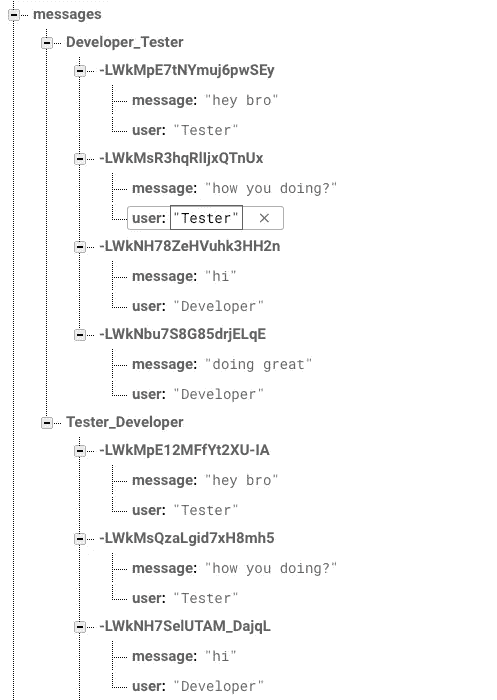 messages
Developer_Tester
-LWkMpE7tNYmuj6pwSEy
message: "hey bro"
user: "Tester"
-LWkMsR3hqRlIjxQTnUx
message: "how you doing?"
user: "Tester" ×
-LWkNH78ZeHVuhk3HH2n
message: "hi"
user: "Developer"
-LWkNbu7S8G85drjELqE
message: "doing great"
user: "Developer"
Tester_Developer
-LWkMpE12MFfYt2XU-IA
message: "hey bro"
user: "Tester"
-LWkMsQzaLgid7xH8mh5
message: "how you doing?"
user: "Tester"
-LWkNH7SelUTAM_DajqL
message: "hi"
user: "Developer"